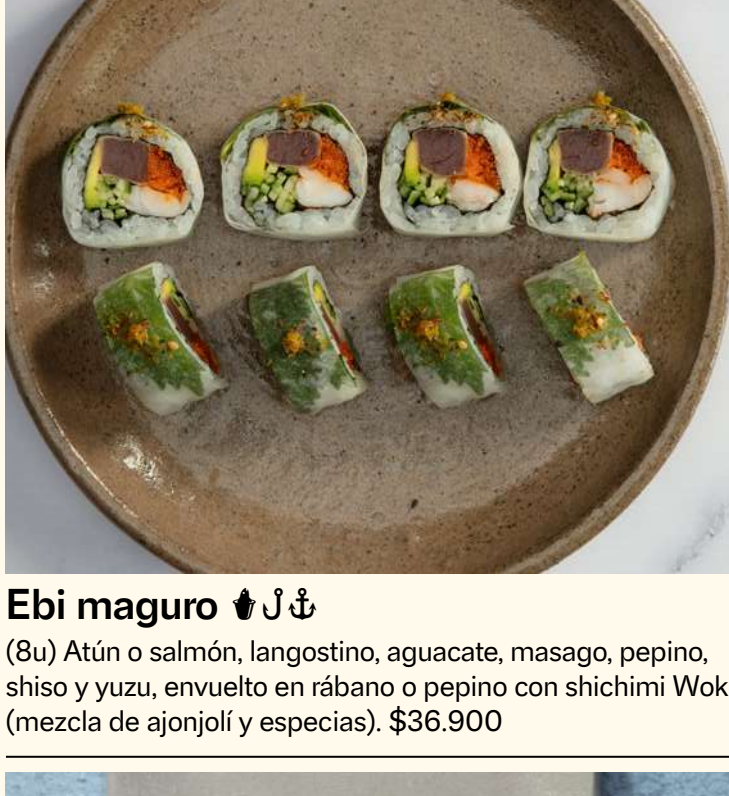 Ebi maguro
(8u) Atún o salmón, langostino, aguacate, masago, pepino,
shiso y yuzu, envuelto en rábano o pepino con shichimi Wok
(mezcla de ajonjolí y especias). $36.900